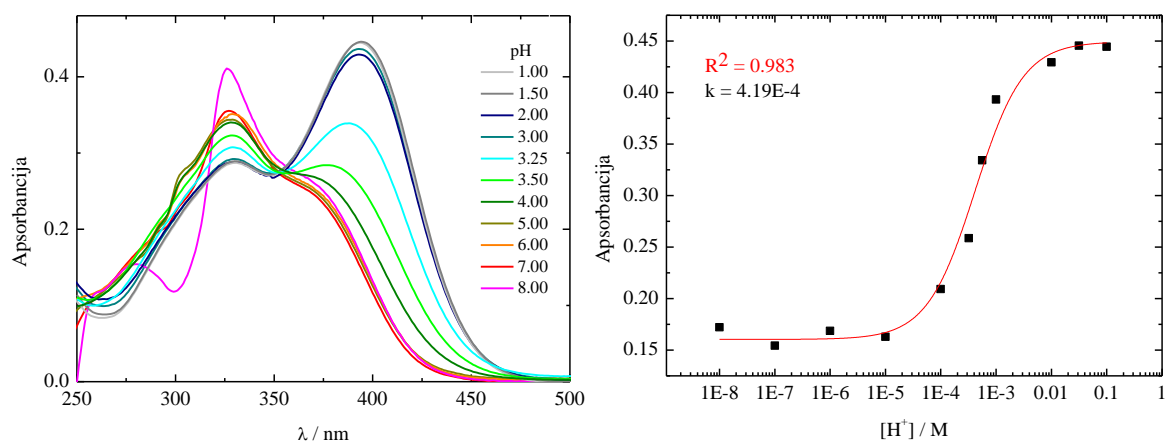 pH
1.00
1.50
2.00
3.00
3.25
3.50
4.00
5.00
6.00
7.00
8.00
0.4
0.2
0.0
Apsorbancija
250 300 350 400 450 500
λ / nm
R² = 0.983
k = 4.19E-4
0.45
0.40
0.35
0.30
0.25
0.20
0.15
Apsorbancija
1E-8 1E-7 1E-6 1E-5 1E-4 1E-3 0.01 0.1 1
[H⁺] / M